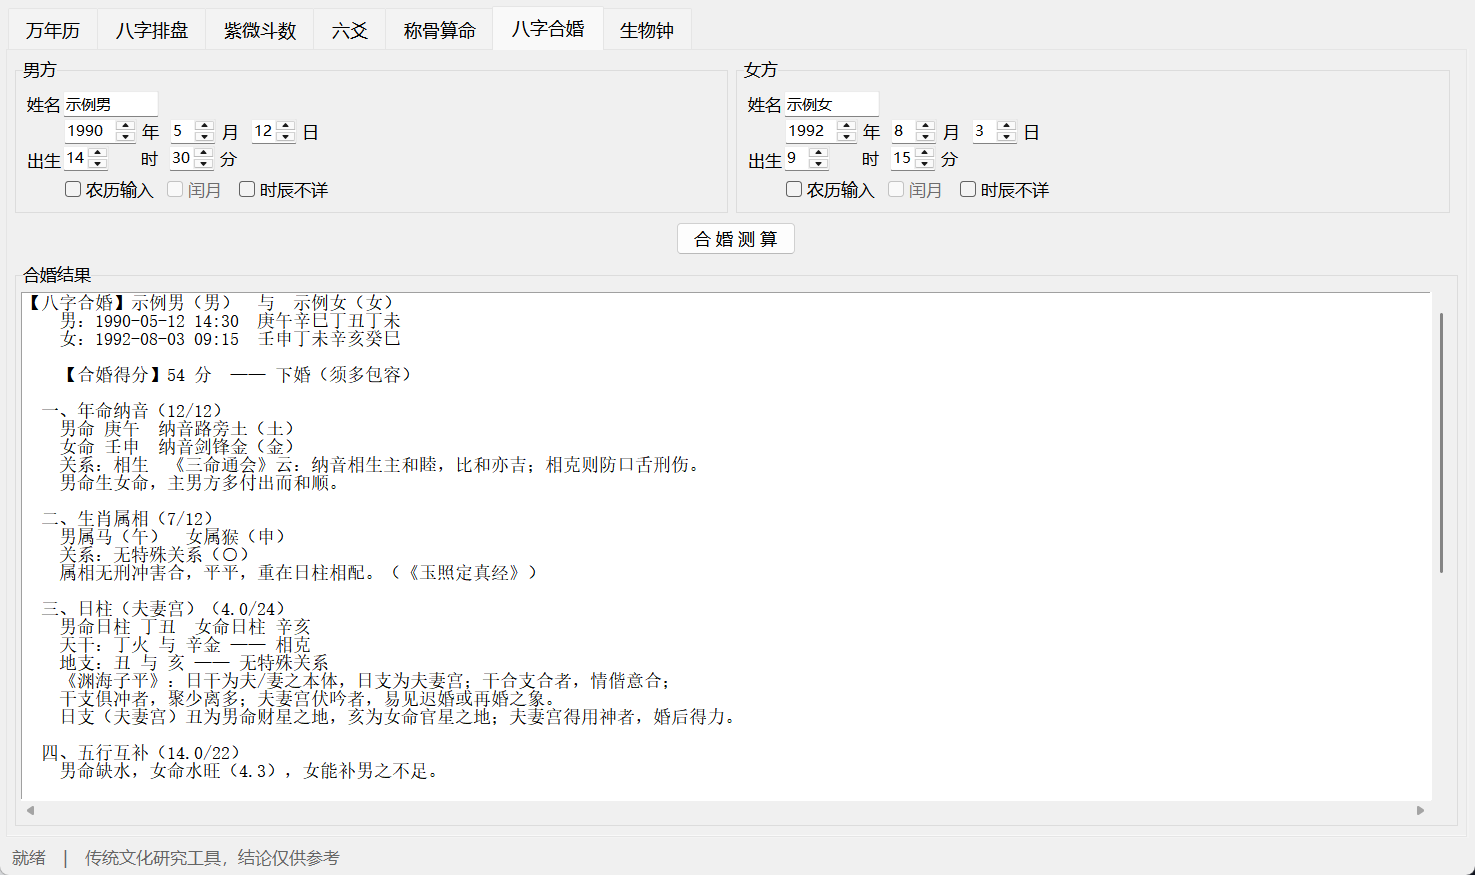 万年历 八字排盘 紫微斗数 六爻 称骨算命 八字合婚 生物钟
男方
姓名 示例男
1990 年 5 月 12 日
出生 14 时 30 分
农历输入 闰月 时辰不详
女方
姓名 示例女
1992 年 8 月 3 日
出生 9 时 15 分
农历输入 闰月 时辰不详
合 婚 测 算
合婚结果
【八字合婚】示例男（男） 与 示例女（女）
男：1990-05-12 14:30 庚午辛巳丁丑丁未
女：1992-08-03 09:15 壬申丁未辛亥癸巳
【合婚得分】54 分 —— 下婚（须多包容）
一、年命纳音（12/12）
男命 庚午 纳音路旁土（土）
女命 壬申 纳音剑锋金（金）
关系：相生 《三命通会》云：纳音相生主和睦，比和亦吉；相克则防口舌刑伤。
男命生女命，主男方多付出而和顺。
二、生肖属相（7/12）
男属马（午） 女属猴（申）
关系：无特殊关系（〇）
属相无刑冲害合，平平，重在日柱相配。（《玉照定真经》）
三、日柱（夫妻宫）（4.0/24）
男命日柱 丁丑 女命日柱 辛亥
天干：丁火 与 辛金 —— 相克
地支：丑 与 亥 —— 无特殊关系
《渊海子平》：日干为夫/妻之本体，日支为夫妻宫；干合支合者，情偕意合；
干支俱冲者，聚少离多；夫妻宫伏吟者，易见迟婚或再婚之象。
日支（夫妻宫）丑为男命财星之地，亥为女命官星之地；夫妻宫得用神者，婚后得力。
四、五行互补（14.0/22）
男命缺水，女命水旺（4.3），女能补男之不足。
就绪 | 传统文化研究工具，结论仅供参考